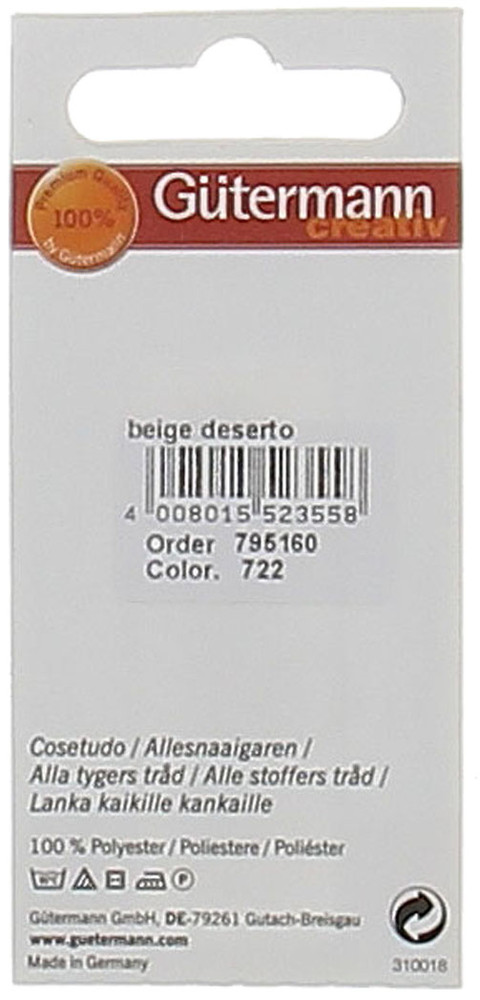 Premium Quality
100%
by Gütermann
Gütermann
creativ
beige deserto
4 008015 523558
Order 795160
Color. 722
Cosetudo / Allesnaaigaren /
Alla tygers tråd / Alle stoffers tråd /
Lanka kaikille kankaille
100 % Polyester / Poliestere / Poliéster
Gütermann GmbH, DE-79261 Gutach-Breisgau
www.guetermann.com
Made in Germany
310018